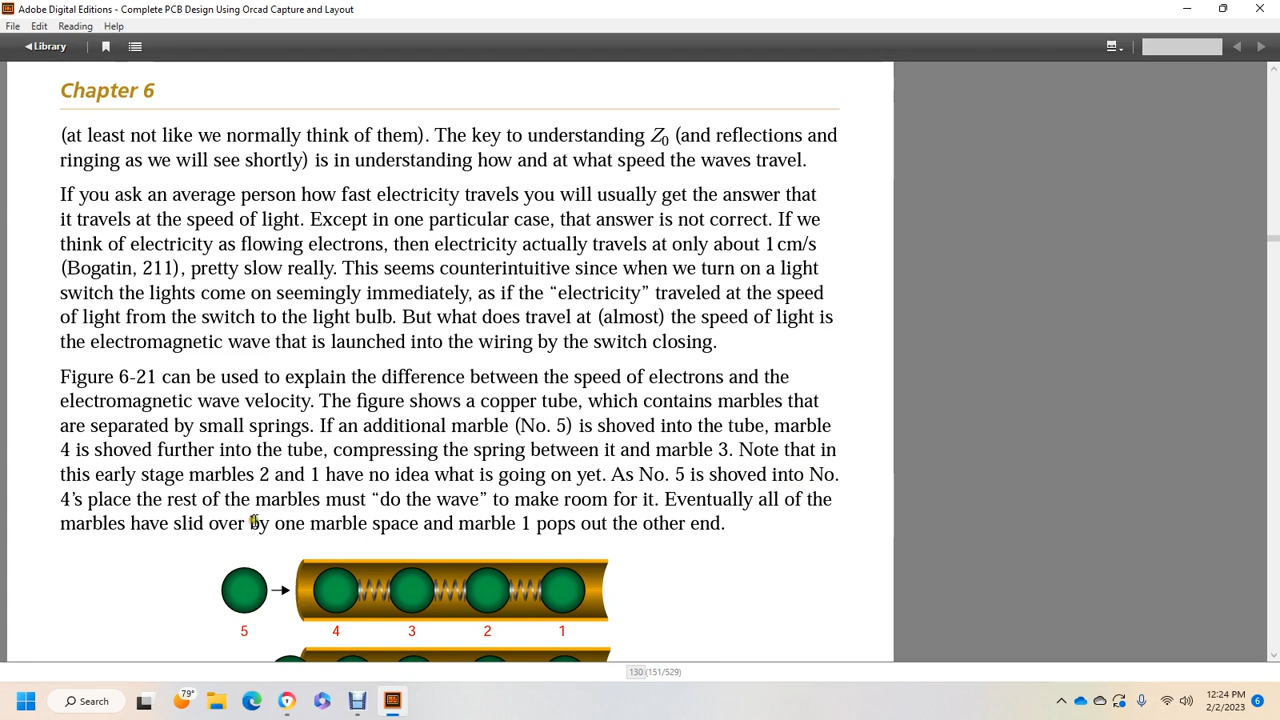 Adobe Digital Editions - Complete PCB Design Using Orcad Capture and Layout
File Edit Reading Help
Library
Chapter 6
(at least not like we normally think of them). The key to understanding Z0 (and reflections and
ringing as we will see shortly) is in understanding how and at what speed the waves travel.
If you ask an average person how fast electricity travels you will usually get the answer that
it travels at the speed of light. Except in one particular case, that answer is not correct. If we
think of electricity as flowing electrons, then electricity actually travels at only about 1 cm/s
(Bogatin, 211), pretty slow really. This seems counterintuitive since when we turn on a light
switch the lights come on seemingly immediately, as if the “electricity” traveled at the speed
of light from the switch to the light bulb. But what does travel at (almost) the speed of light is
the electromagnetic wave that is launched into the wiring by the switch closing.
Figure 6-21 can be used to explain the difference between the speed of electrons and the
electromagnetic wave velocity. The figure shows a copper tube, which contains marbles that
are separated by small springs. If an additional marble (No. 5) is shoved into the tube, marble
4 is shoved further into the tube, compressing the spring between it and marble 3. Note that in
this early stage marbles 2 and 1 have no idea what is going on yet. As No. 5 is shoved into No.
4’s place the rest of the marbles must “do the wave” to make room for it. Eventually all of the
marbles have slid over by one marble space and marble 1 pops out the other end.
5 4 3 2 1
130 (151/529)
Search
79°
12:24 PM
2/2/2023
6